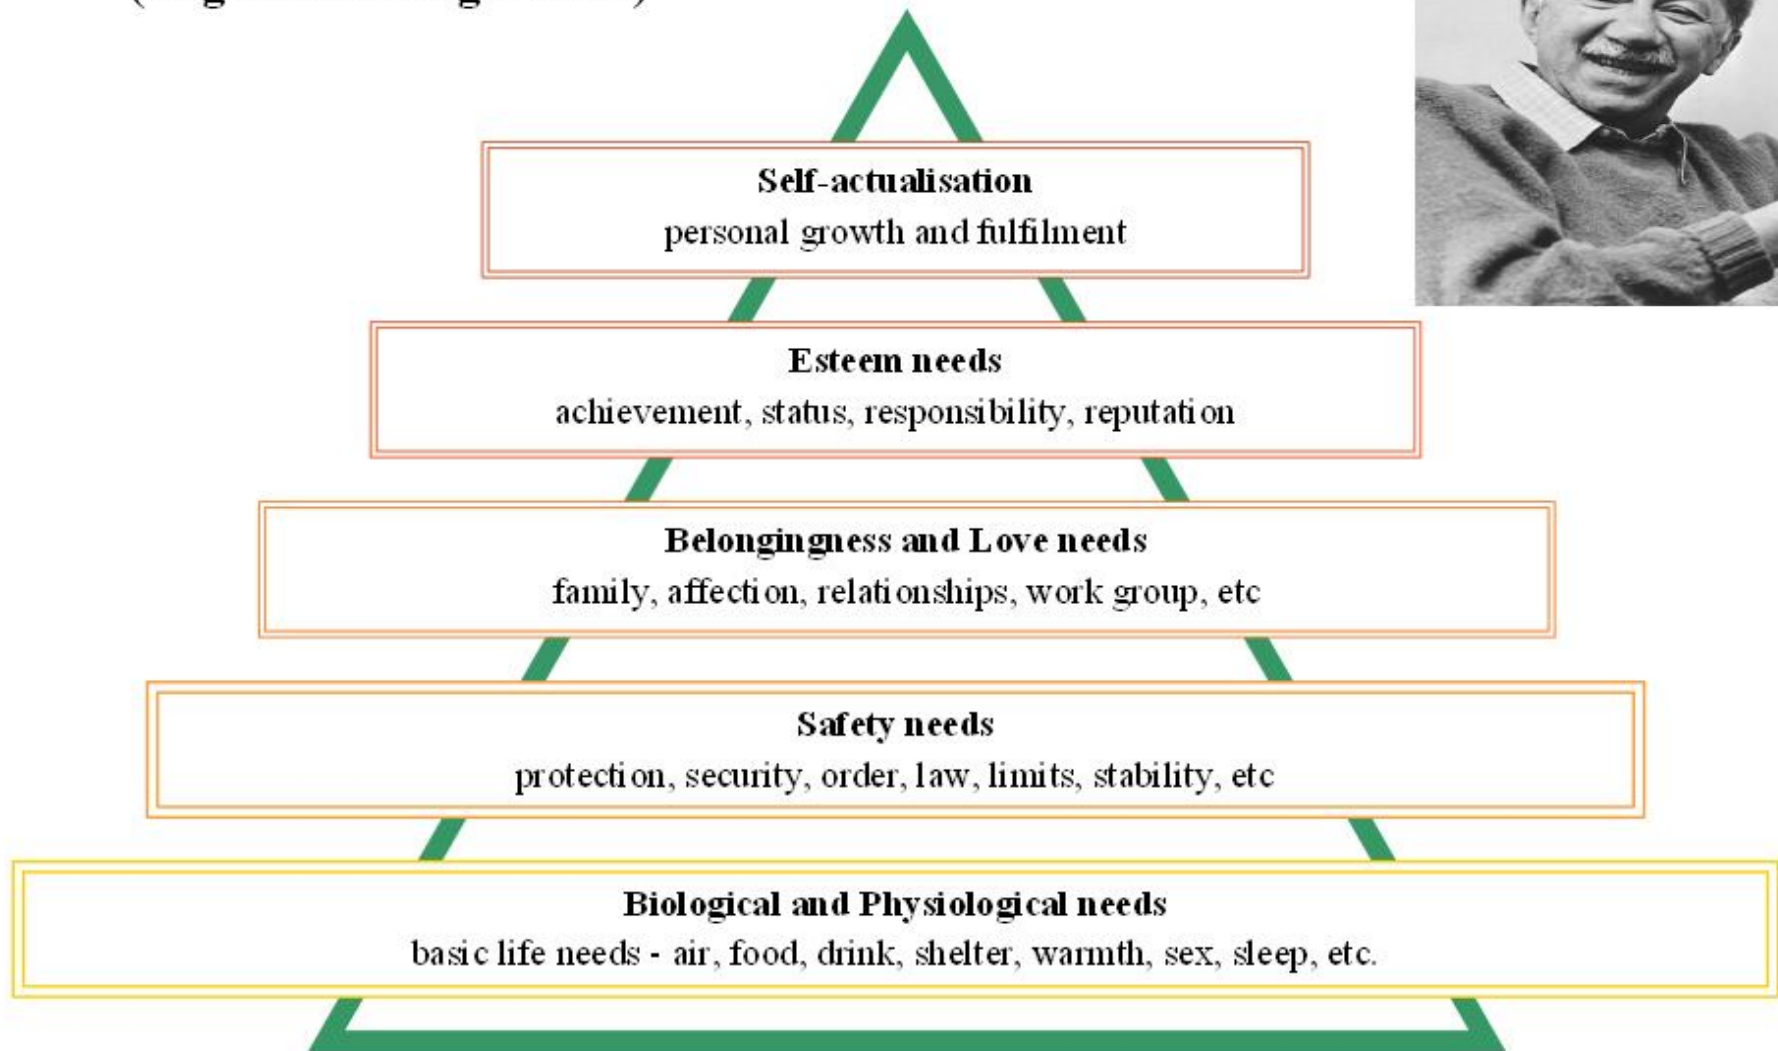 Self-actualisation
personal growth and fulfilment
Esteem needs
achievement, status, responsibility, reputation
Belongingness and Love needs
family, affection, relationships, work group, etc
Safety needs
protection, security, order, law, limits, stability, etc
Biological and Physiological needs
basic life needs - air, food, drink, shelter, warmth, sex, sleep, etc.